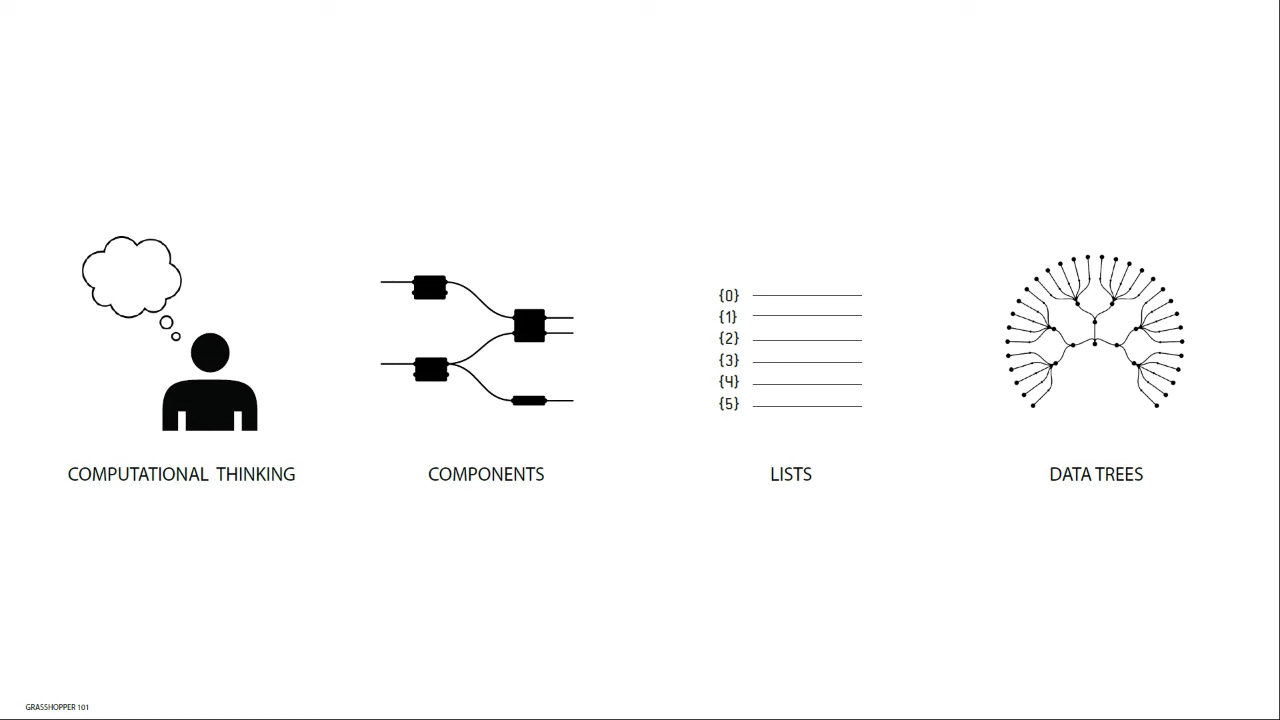 {0}
{1}
{2}
{3}
{4}
{5}
COMPUTATIONAL THINKING
COMPONENTS
LISTS
DATA TREES
GRASSHOPPER 101